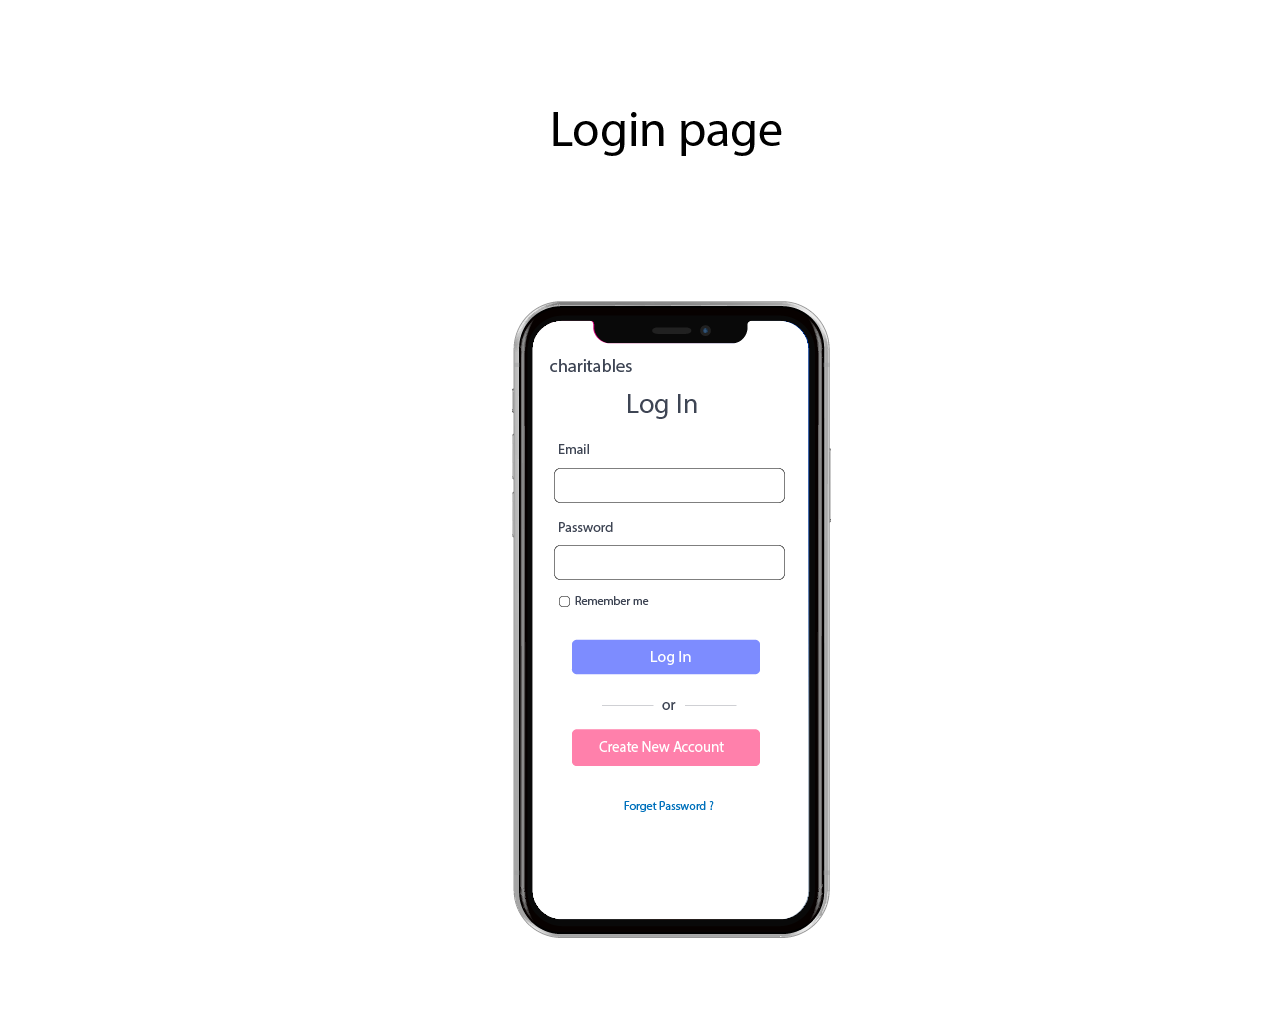 Login page
charitables
Log In
Email
Password
Remember me
Log In
or
Create New Account
Forget Password ?